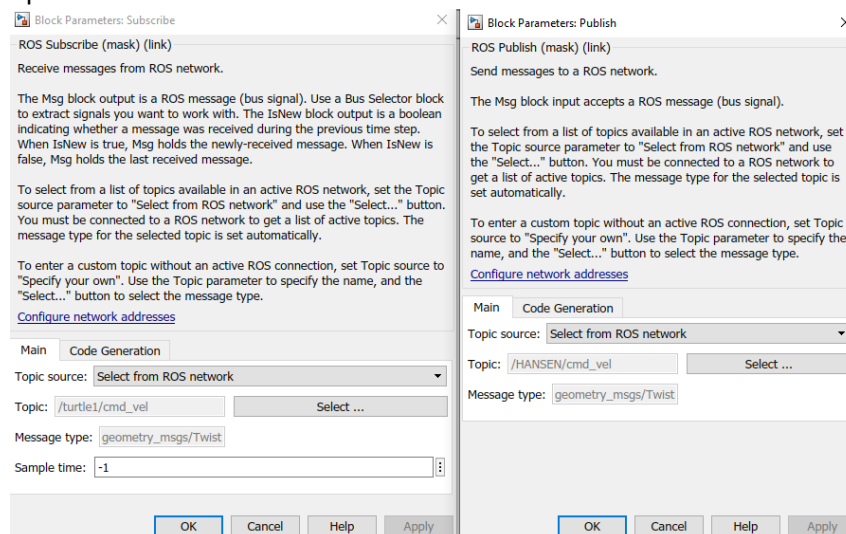 Block Parameters: Subscribe
ROS Subscribe (mask) (link)
Receive messages from ROS network.
The Msg block output is a ROS message (bus signal). Use a Bus Selector block
to extract signals you want to work with. The IsNew block output is a boolean
indicating whether a message was received during the previous time step.
When IsNew is true, Msg holds the newly-received message. When IsNew is
false, Msg holds the last received message.
To select from a list of topics available in an active ROS network, set the Topic
source parameter to "Select from ROS network" and use the "Select..." button.
You must be connected to a ROS network to get a list of active topics. The
message type for the selected topic is set automatically.
To enter a custom topic without an active ROS connection, set Topic source to
"Specify your own". Use the Topic parameter to specify the name, and the
"Select..." button to select the message type.
Configure network addresses
Main Code Generation
Topic source: Select from ROS network
Topic: /turtle1/cmd_vel Select ...
Message type: geometry_msgs/Twist
Sample time: -1
OK Cancel Help Apply
Block Parameters: Publish
ROS Publish (mask) (link)
Send messages to a ROS network.
The Msg block input accepts a ROS message (bus signal).
To select from a list of topics available in an active ROS network, set
the Topic source parameter to "Select from ROS network" and use
the "Select..." button. You must be connected to a ROS network to
get a list of active topics. The message type for the selected topic is
set automatically.
To enter a custom topic without an active ROS connection, set Topic
source to "Specify your own". Use the Topic parameter to specify the
name, and the "Select..." button to select the message type.
Configure network addresses
Main Code Generation
Topic source: Select from ROS network
Topic: /HANSEN/cmd_vel Select ...
Message type: geometry_msgs/Twist
OK Cancel Help Apply